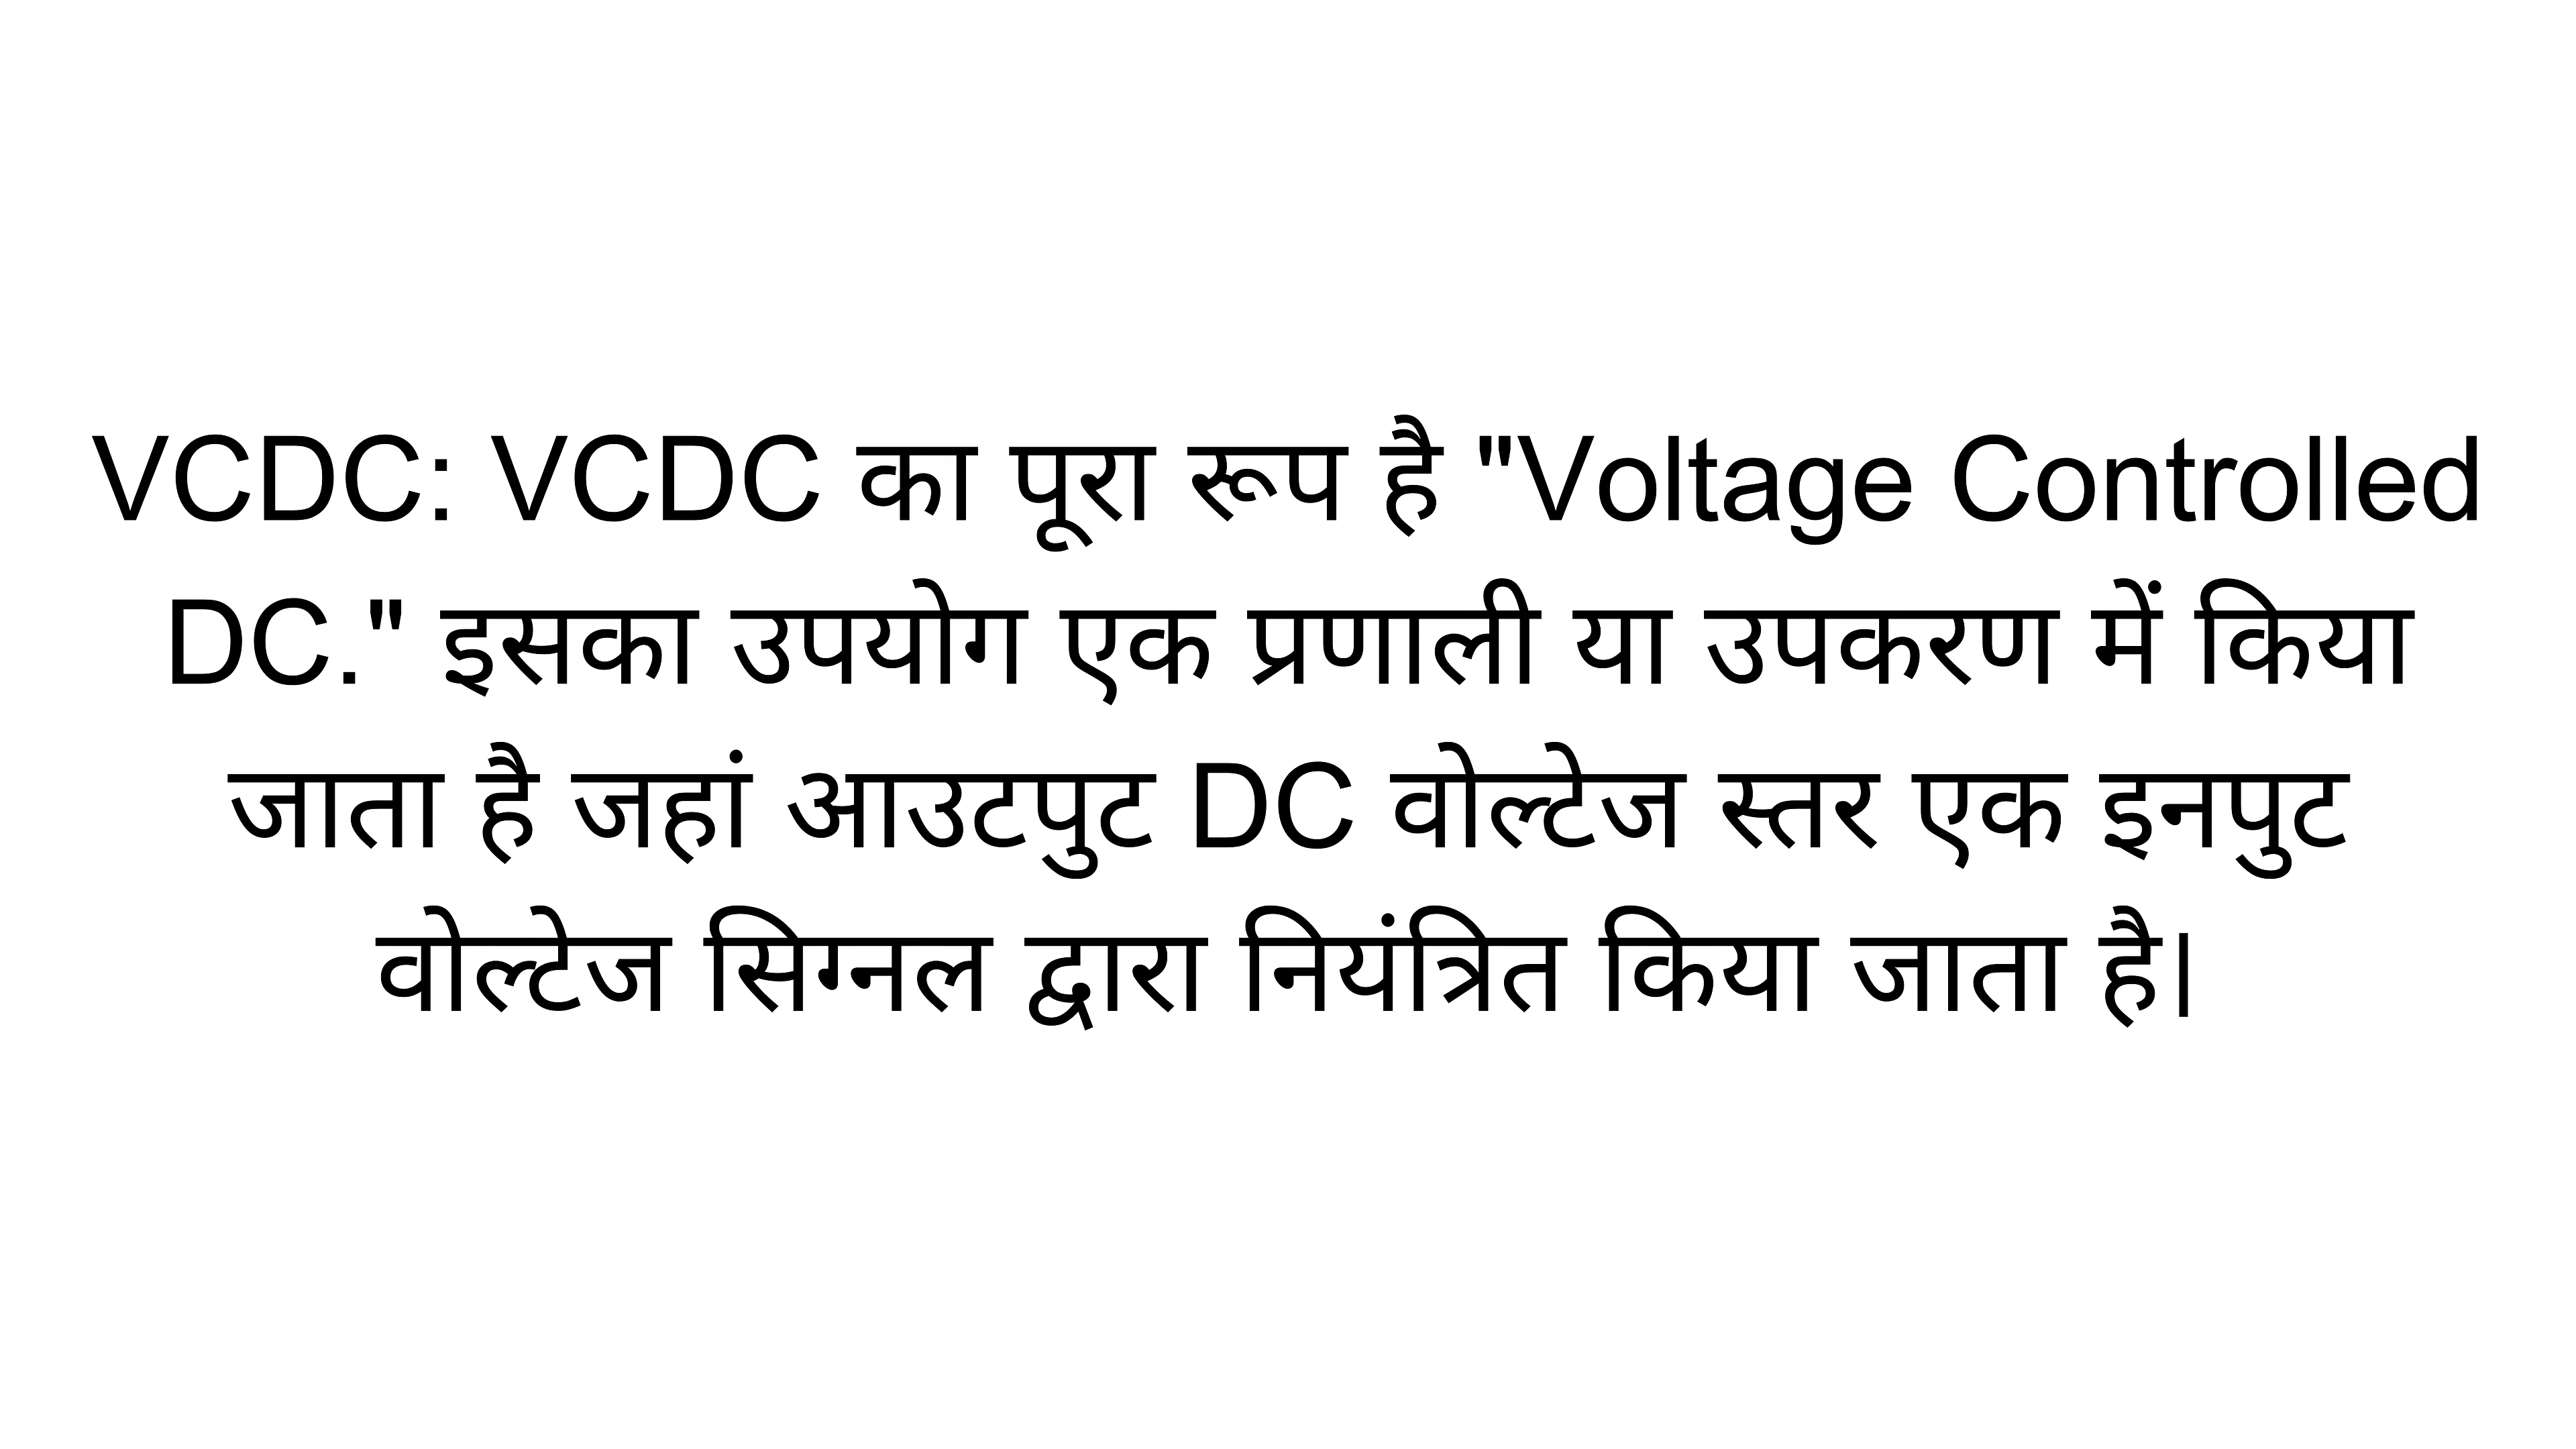 VCDC: VCDC का पूरा रूप है "Voltage Controlled
DC." इसका उपयोग एक प्रणाली या उपकरण में किया
जाता है जहां आउटपुट DC वोल्टेज स्तर एक इनपुट
वोल्टेज सिग्नल द्वारा नियंत्रित किया जाता है।